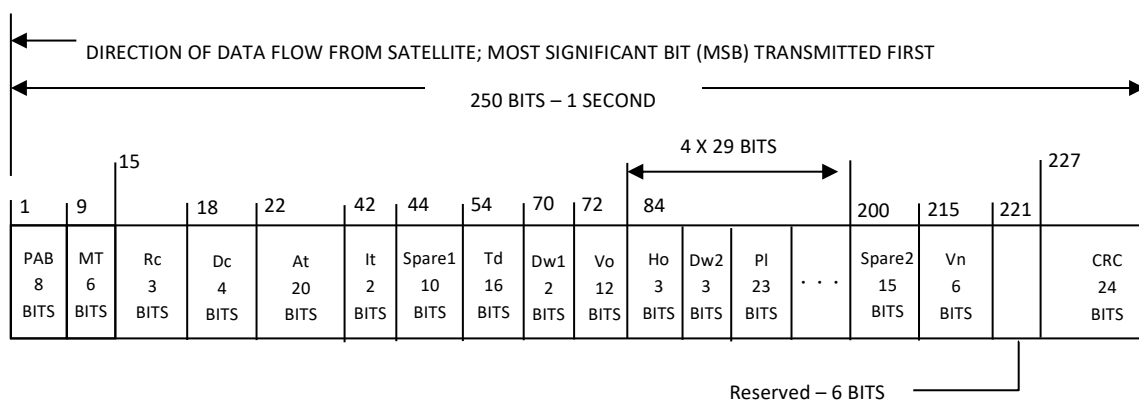 DIRECTION OF DATA FLOW FROM SATELLITE; MOST SIGNIFICANT BIT (MSB) TRANSMITTED FIRST
250 BITS – 1 SECOND
4 X 29 BITS
15
227
1 9 18 22 42 44 54 70 72 84 200 215 221
PAB MT Rc Dc At It Spare1 Td Dw1 Vo Ho Dw2 Pl Spare2 Vn CRC
8 6 3 4 20 2 10 16 2 12 3 3 23 . . . 15 6 24
BITS BITS BITS BITS BITS BITS BITS BITS BITS BITS BITS BITS BITS BITS BITS BITS
Reserved – 6 BITS